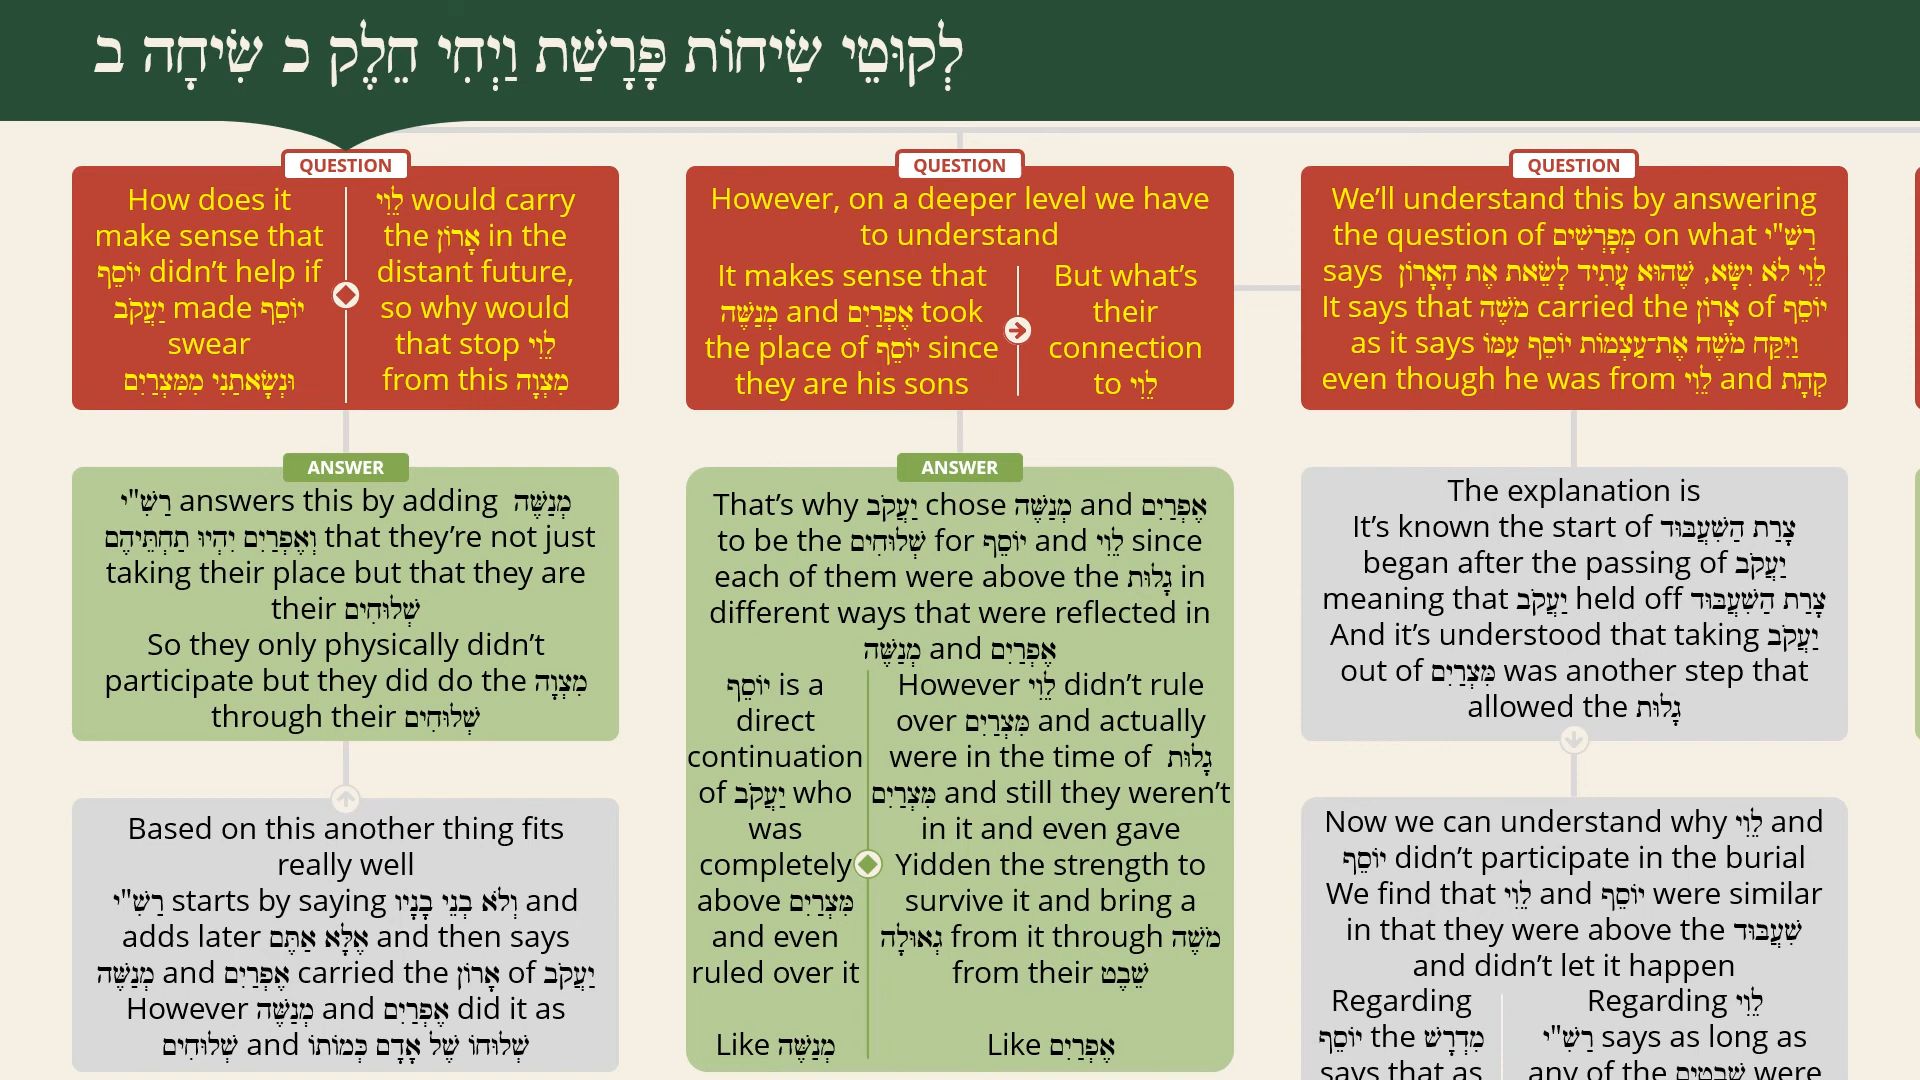 לִקּוּטֵי שִׂיחוֹת פָּרָשַׁת וַיְחִי חֵלֶק כ שִׂיחָה ב
QUESTION
How does it
make sense that
יוֹסֵף didn’t help if
יַעֲקֹב made יוֹסֵף
swear
וּנְשָׂאתַנִי מִמִּצְרַיִם
לֵוִי would carry
the אָרוֹן in the
distant future,
so why would
that stop לֵוִי
from this מִצְוָה
ANSWER
רַשִׁ"י answers this by adding מְנַשֶּׁה
וְאֶפְרַיִם יִהְיוּ תַחְתֵּיהֶם that they’re not just
taking their place but that they are
their שְׁלוּחִים
So they only physically didn’t
participate but they did do the מִצְוָה
through their שְׁלוּחִים
Based on this another thing fits
really well
רַשִׁ"י starts by saying וְלֹא בְּנֵי בָנָיו and
adds later אֶלָּא אַתֶּם and then says
מְנַשֶּׁה and אֶפְרַיִם carried the אָרוֹן of יַעֲקֹב
However מְנַשֶּׁה and אֶפְרַיִם did it as
שְׁלוּחִים and שְׁלוּחוֹ שֶׁל אָדָם כְּמוֹתוֹ
QUESTION
However, on a deeper level we have
to understand
It makes sense that
מְנַשֶּׁה and אֶפְרַיִם took
the place of יוֹסֵף since
they are his sons
But what’s
their
connection
to לֵוִי
ANSWER
That’s why יַעֲקֹב chose מְנַשֶּׁה and אֶפְרַיִם
to be the שְׁלוּחִים for יוֹסֵף and לֵוִי since
each of them were above the גָּלוּת in
different ways that were reflected in
מְנַשֶּׁה and אֶפְרַיִם
יוֹסֵף is a
direct
continuation
of יַעֲקֹב who
was
completely
above מִצְרַיִם
and even
ruled over it
Like מְנַשֶּׁה
However לֵוִי didn’t rule
over מִצְרַיִם and actually
were in the time of גָּלוּת
מִצְרַיִם and still they weren’t
in it and even gave
Yidden the strength to
survive it and bring a
גְּאוּלָּה from it through מֹשֶׁה
from their שֵׁבֶט
Like אֶפְרַיִם
QUESTION
We’ll understand this by answering
the question of מְפָרְשִׁים on what רַשִׁ"י
says לֵוִי לֹא יִשָּׂא, שֶׁהוּא עָתִיד לָשֵׂאת אֶת הָאָרוֹן
It says that מֹשֶׁה carried the אָרוֹן of יוֹסֵף
as it says וַיִּקַּח מֹשֶׁה אֶת־עַצְמוֹת יוֹסֵף עִמּוֹ
even though he was from לֵוִי and קְהָת
The explanation is
It’s known the start of צָרַת הַשִּׁעֲבּוּד
began after the passing of יַעֲקֹב
meaning that יַעֲקֹב held off צָרַת הַשִּׁעֲבּוּד
And it’s understood that taking יַעֲקֹב
out of מִצְרַיִם was another step that
allowed the גָּלוּת
Now we can understand why לֵוִי and
יוֹסֵף didn’t participate in the burial
We find that לֵוִי and יוֹסֵף were similar
in that they were above the שִׁעֲבּוּד
and didn’t let it happen
Regarding
יוֹסֵף the מִדְרָשׁ
says that as
Regarding לֵוִי
רַשִׁ"י says as long as
any of the שְׁבָטִים were